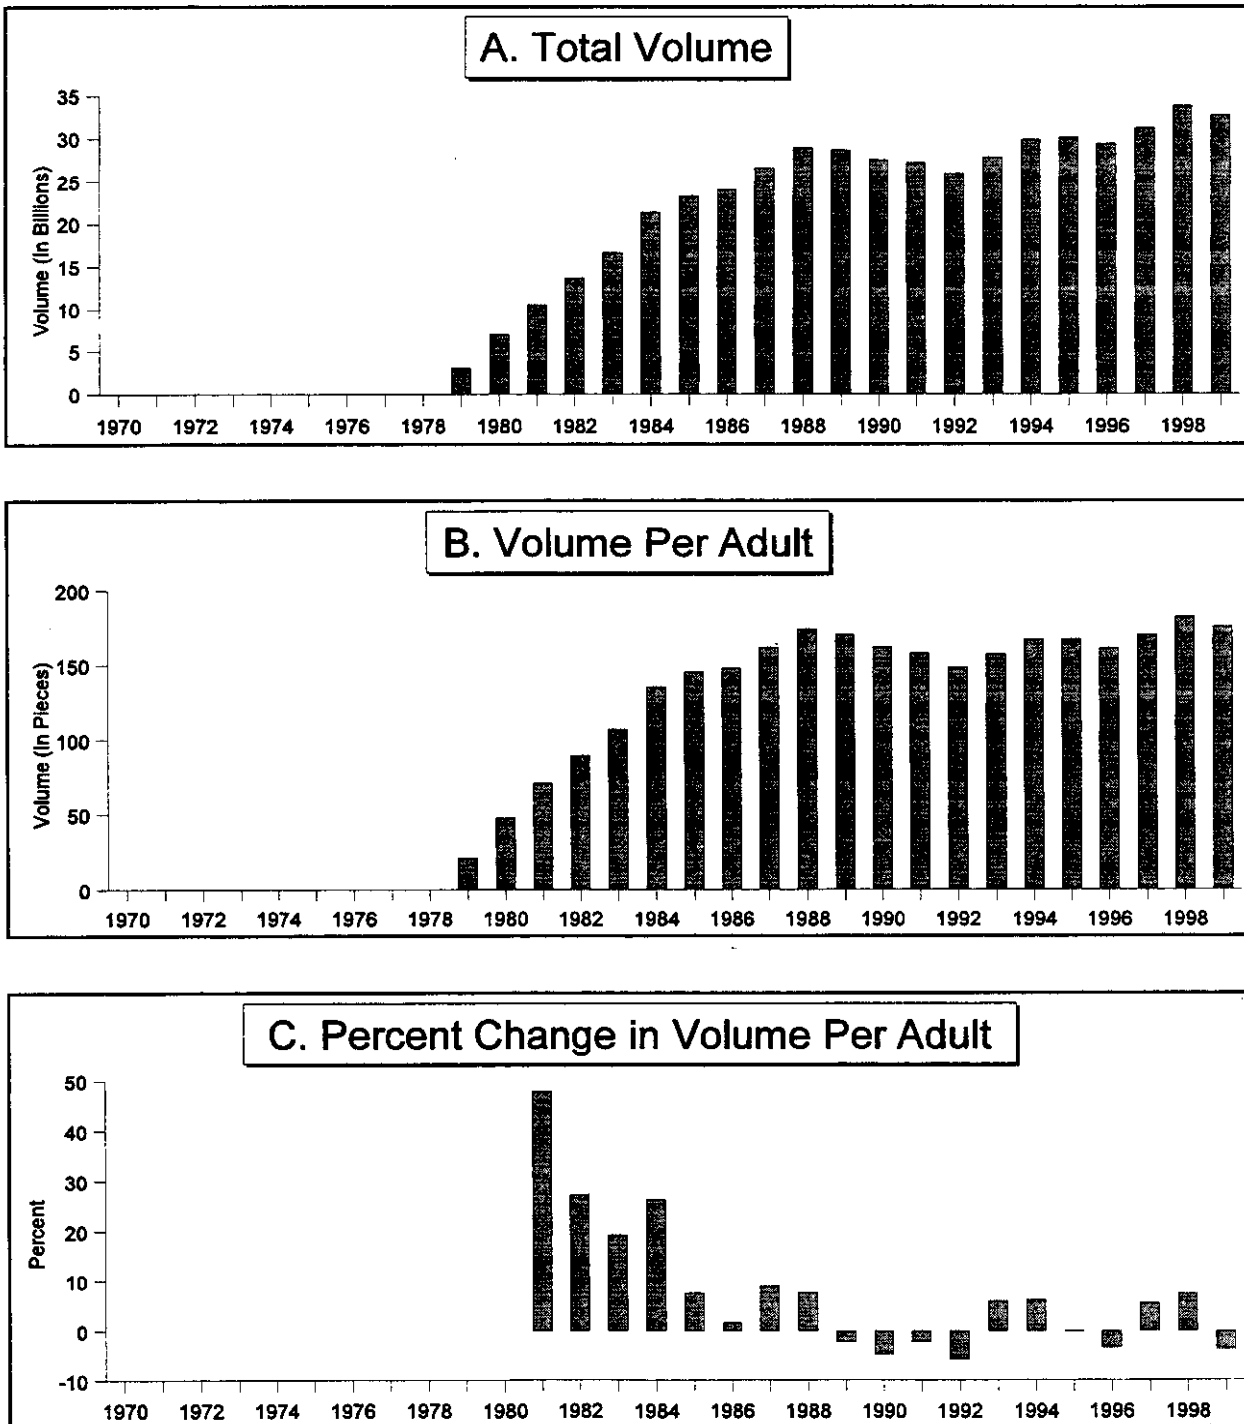 A. Total Volume
35
30
25
20
15
10
5
0
Volume (In Billions)
1970 1972 1974 1976 1978 1980 1982 1984 1986 1988 1990 1992 1994 1996 1998
B. Volume Per Adult
200
150
100
50
0
Volume (In Pieces)
1970 1972 1974 1976 1978 1980 1982 1984 1986 1988 1990 1992 1994 1996 1998
C. Percent Change in Volume Per Adult
50
40
30
20
10
0
-10
Percent
1970 1972 1974 1976 1978 1980 1982 1984 1986 1988 1990 1992 1994 1996 1998